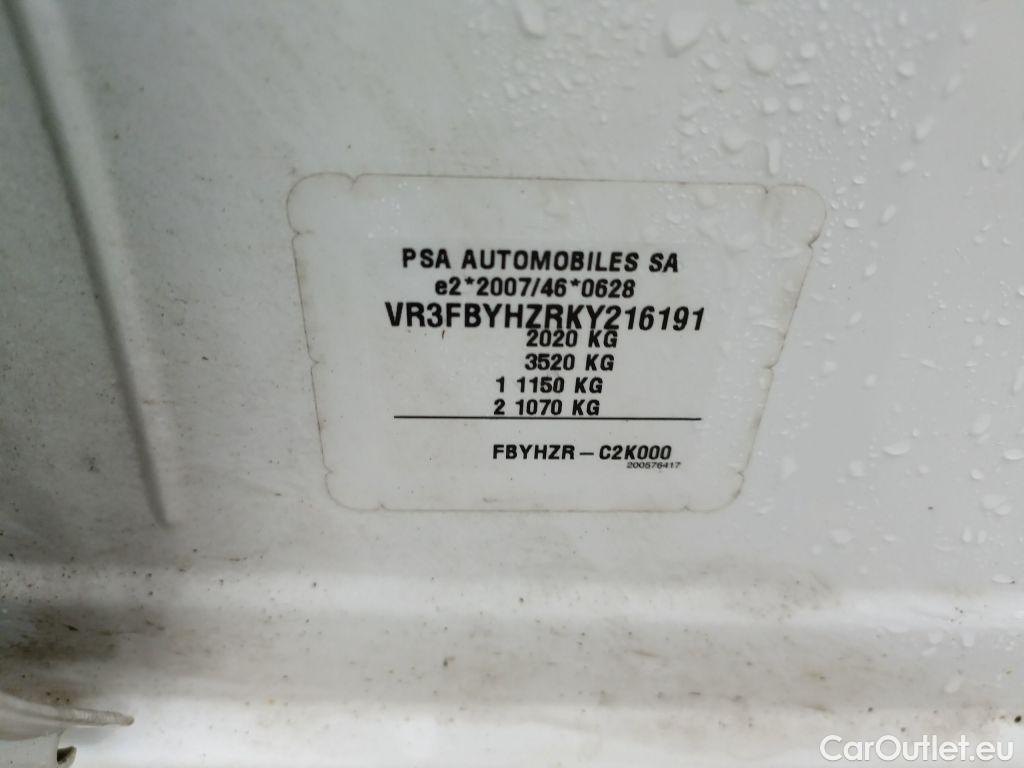 PSA AUTOMOBILES SA
e2*2007/46*0628
VR3FBYHZRKY216191
2020 KG
3520 KG
1 1150 KG
2 1070 KG
FBYHZR – C2K000
200576417
CarOutlet.eu